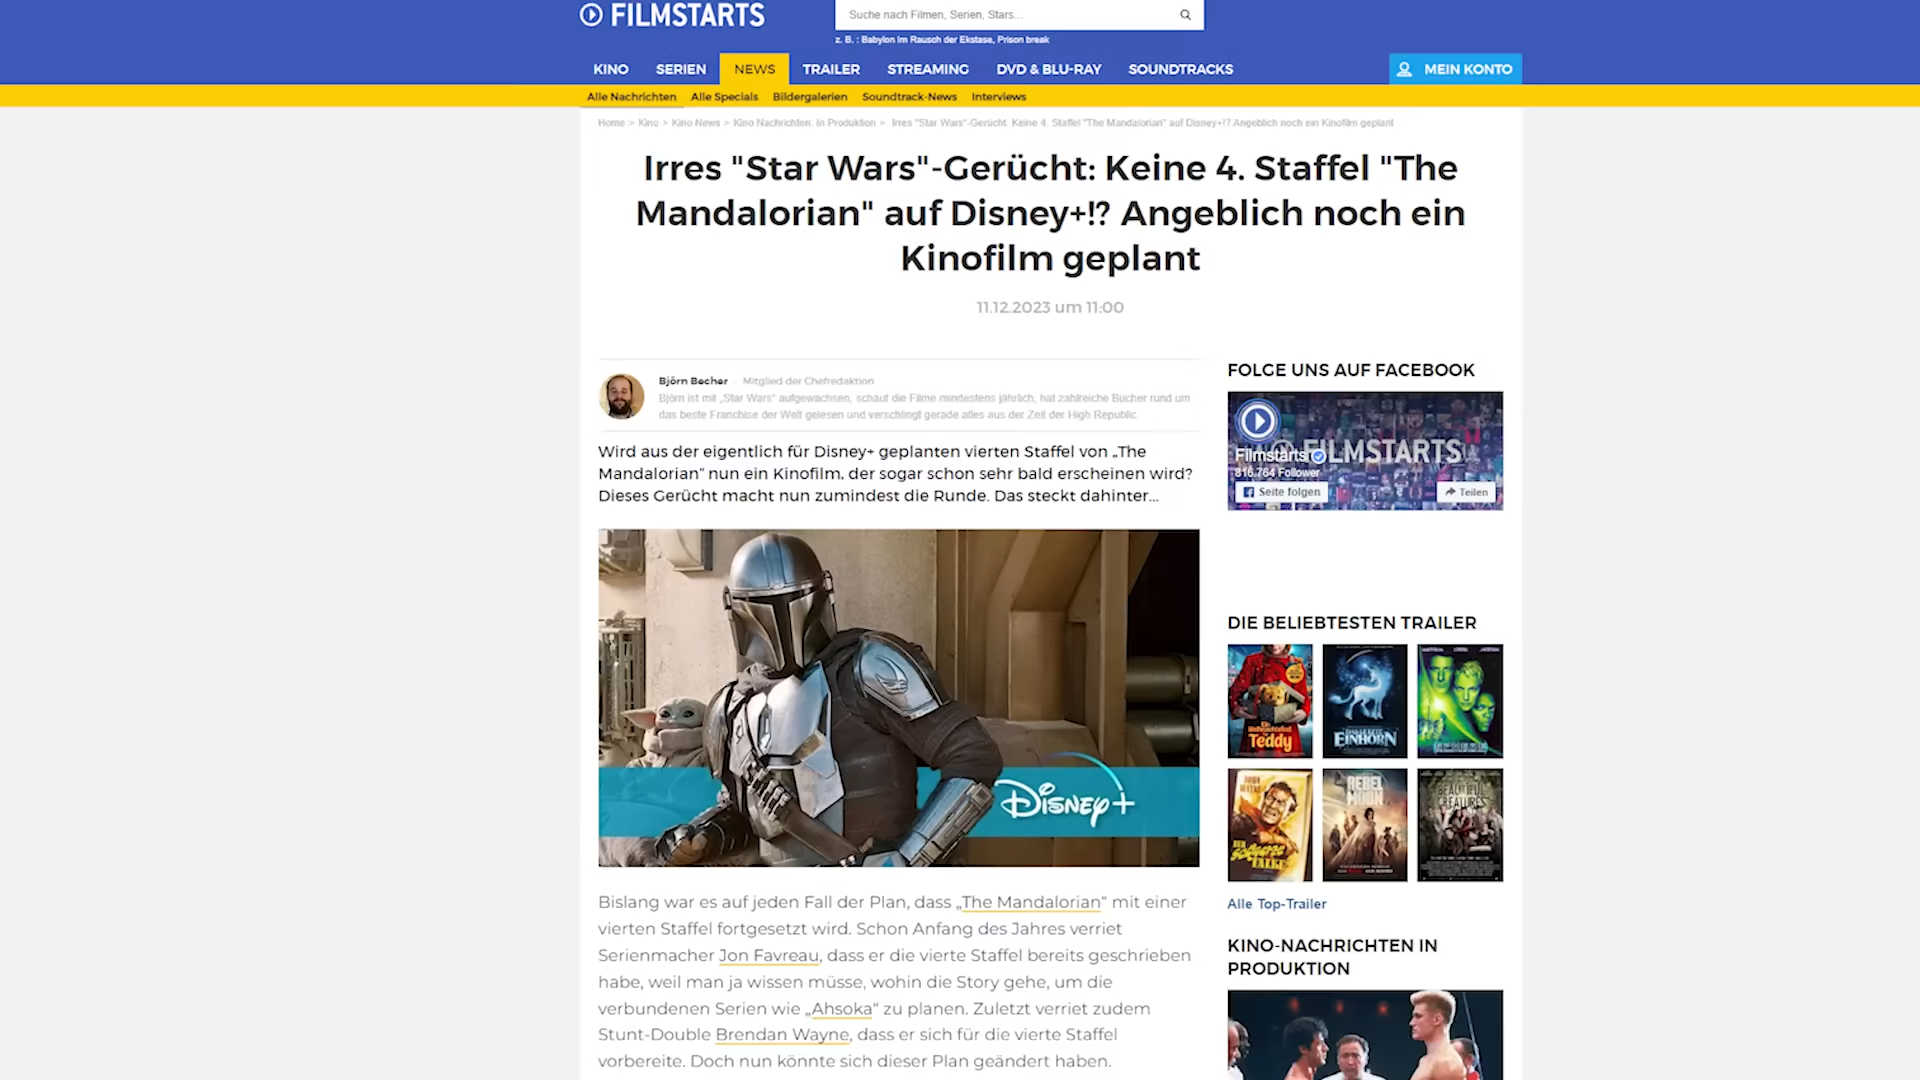 FILMSTARTS
Suche nach Filmen, Serien, Stars...
z. B. : Babylon Im Rausch der Ekstase, Prison break
KINO SERIEN NEWS TRAILER STREAMING DVD & BLU-RAY SOUNDTRACKS MEIN KONTO
Alle Nachrichten Alle Specials Bildergalerien Soundtrack-News Interviews
Home > Kino > Kino News > Kino Nachrichten: In Produktion > Irres "Star Wars"-Gerücht: Keine 4. Staffel "The Mandalorian" auf Disney+!? Angeblich noch ein Kinofilm geplant
Irres "Star Wars"-Gerücht: Keine 4. Staffel "The
Mandalorian" auf Disney+!? Angeblich noch ein
Kinofilm geplant
11.12.2023 um 11:00
Björn Becher - Mitglied der Chefredaktion
Björn ist mit „Star Wars“ aufgewachsen, schaut die Filme mindestens jährlich, hat zahlreiche Bücher rund um
das beste Franchise der Welt gelesen und verschlingt gerade alles aus der Zeit der High Republic.
Wird aus der eigentlich für Disney+ geplanten vierten Staffel von „The
Mandalorian“ nun ein Kinofilm, der sogar schon sehr bald erscheinen wird?
Dieses Gerücht macht nun zumindest die Runde. Das steckt dahinter…
Disney+
Bislang war es auf jeden Fall der Plan, dass „The Mandalorian“ mit einer
vierten Staffel fortgesetzt wird. Schon Anfang des Jahres verriet
Serienmacher Jon Favreau, dass er die vierte Staffel bereits geschrieben
habe, weil man ja wissen müsse, wohin die Story gehe, um die
verbundenen Serien wie „Ahsoka“ zu planen. Zuletzt verriet zudem
Stunt-Double Brendan Wayne, dass er sich für die vierte Staffel
vorbereite. Doch nun könnte sich dieser Plan geändert haben.
FOLGE UNS AUF FACEBOOK
FILMSTARTS
Filmstarts
816.764 Follower
Seite folgen
Teilen
DIE BELIEBTESTEN TRAILER
Teddy
EINHORN
REBEL
MOON
BEAUTIFUL
CREATURES
Alle Top-Trailer
KINO-NACHRICHTEN IN
PRODUKTION